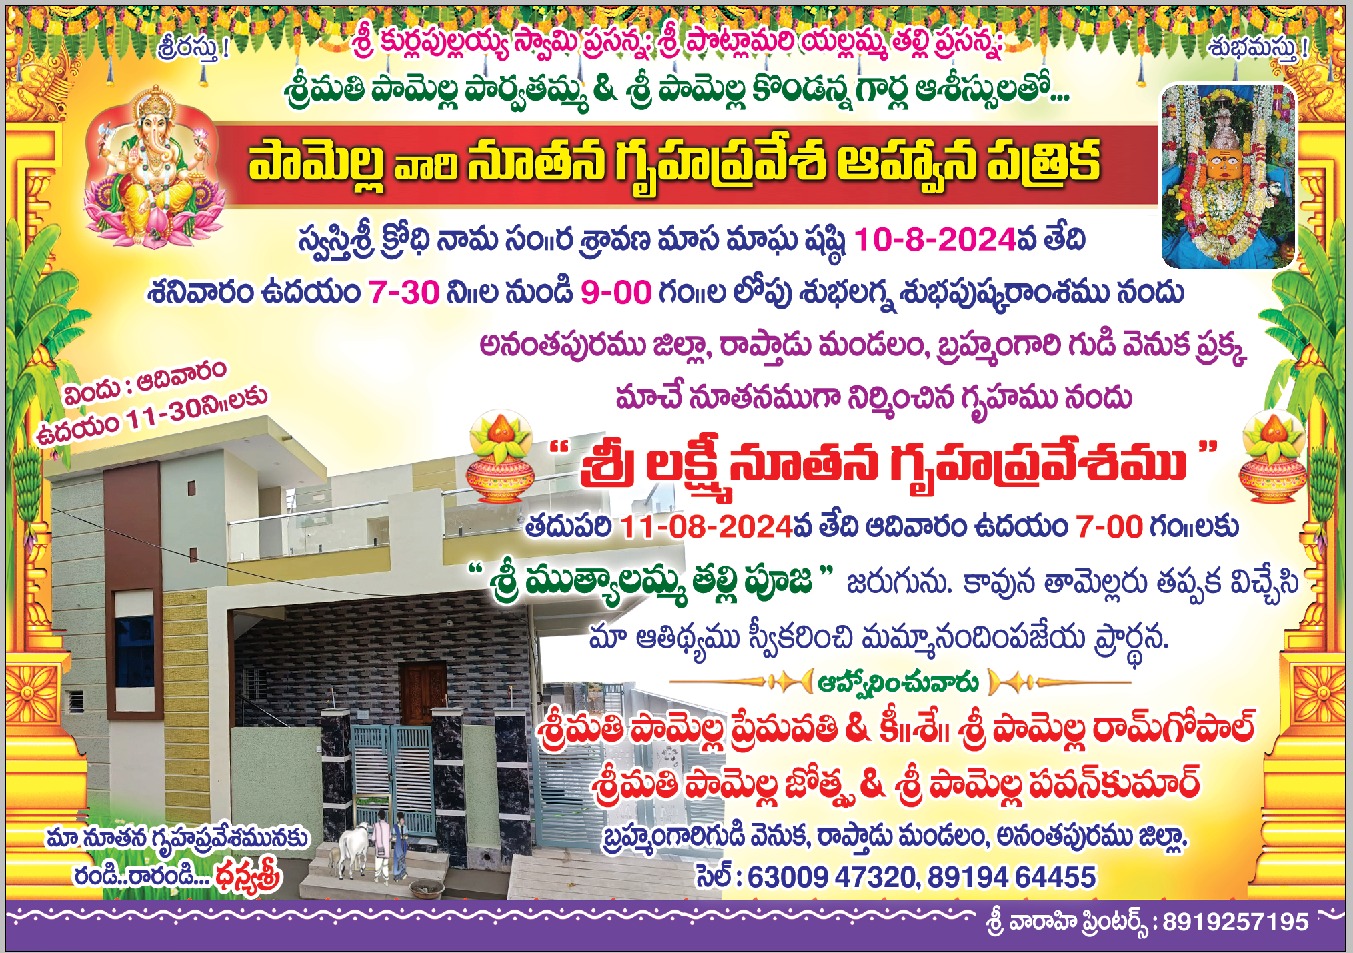 శ్రీరస్తు !
శ్రీ కుర్లపుల్లయ్య స్వామి ప్రసన్న: శ్రీ పొట్లామరి యల్లమ్మ తల్లి ప్రసన్న:
శుభమస్తు !
శ్రీమతి పామెల్ల పార్వతమ్మ & శ్రీ పామెల్ల కొండన్న గార్ల ఆశీస్సులతో...
పామెల్ల వారి నూతన గృహప్రవేశ ఆహ్వాన పత్రిక
స్వస్తిశ్రీ క్రోధి నామ సం॥ర శ్రావణ మాస మాఘ షష్ఠి 10-8-2024వ తేది
శనివారం ఉదయం 7-30 ని॥ల నుండి 9-00 గం॥ల లోపు శుభలగ్న శుభపుష్కరాంశము నందు
అనంతపురము జిల్లా, రాప్తాడు మండలం, బ్రహ్మంగారి గుడి వెనుక ప్రక్క
మాచే నూతనముగా నిర్మించిన గృహము నందు
విందు : ఆదివారం
ఉదయం 11-30ని॥లకు
“ శ్రీ లక్ష్మీ నూతన గృహప్రవేశము ”
తదుపరి 11-08-2024వ తేది ఆదివారం ఉదయం 7-00 గం॥లకు
“ శ్రీ ముత్యాలమ్మ తల్లి పూజ ” జరుగును. కావున తామెల్లరు తప్పక విచ్చేసి
మా ఆతిథ్యము స్వీకరించి మమ్మానందింపజేయ ప్రార్థన.
ఆహ్వానించువారు
శ్రీమతి పామెల్ల ప్రేమవతి & కీ॥శే॥ శ్రీ పామెల్ల రామ్‌గోపాల్
శ్రీమతి పామెల్ల జోత్న్స & శ్రీ పామెల్ల పవన్‌కుమార్
బ్రహ్మంగారిగుడి వెనుక, రాప్తాడు మండలం, అనంతపురము జిల్లా.
సెల్ : 63009 47320, 89194 64455
మా నూతన గృహప్రవేశమునకు
రండి..రారండి... ధన్యశ్రీ
శ్రీ వారాహి ప్రింటర్స్ : 8919257195